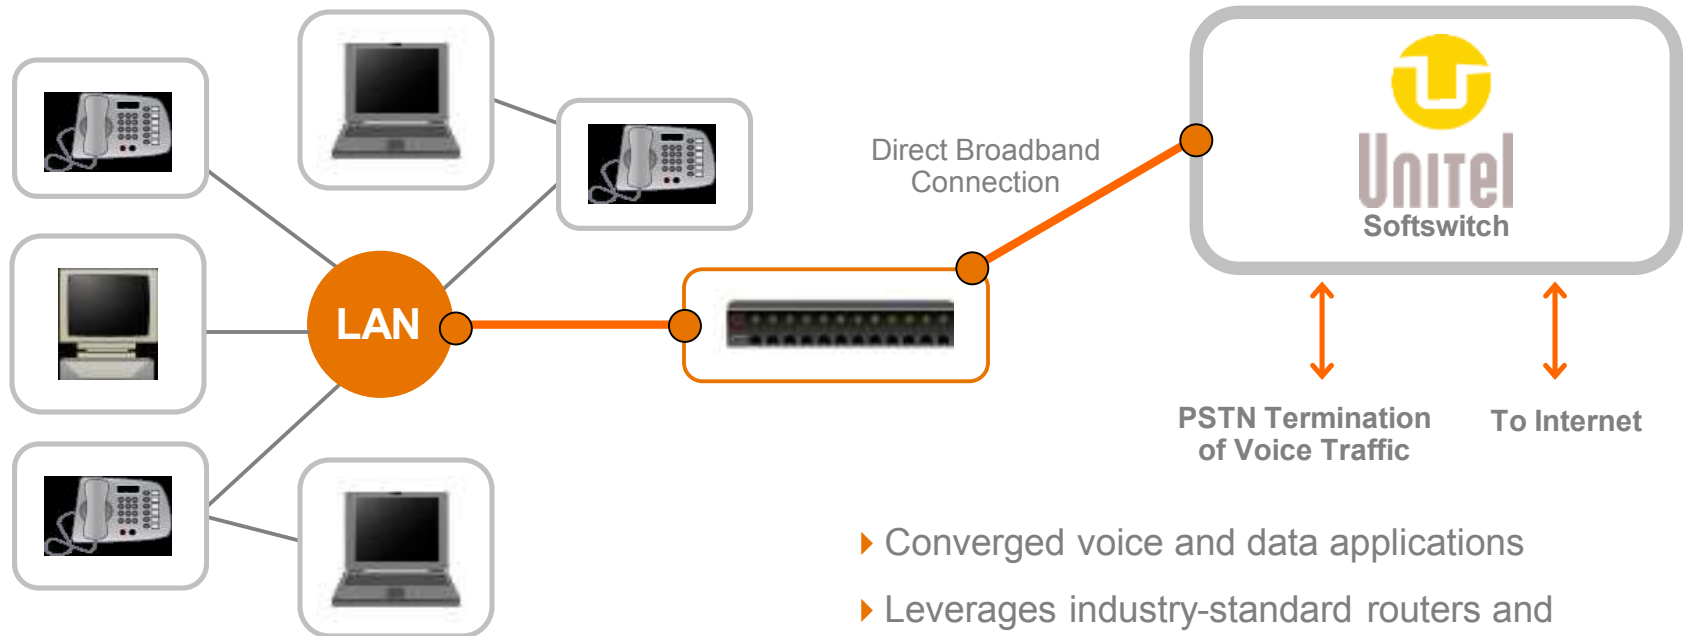 Direct Broadband
Connection
UNITel
Softswitch
LAN
PSTN Termination
of Voice Traffic
To Internet
Converged voice and data applications
Leverages industry-standard routers and